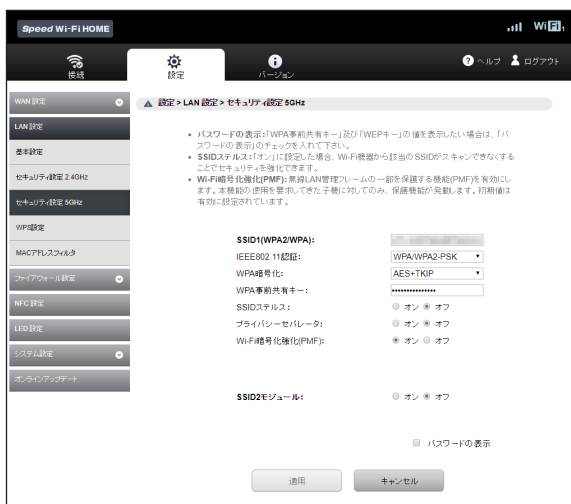 Speed Wi-Fi HOME
WiFi 1
接続
設定
バージョン
ヘルプ
ログアウト
WAN 設定
LAN 設定
基本設定
セキュリティ設定 2.4GHz
セキュリティ設定 5GHz
WPS設定
MACアドレスフィルタ
ファイアウォール設定
NFC 設定
LED 設定
システム設定
オンラインアップデート
設定 > LAN 設定 > セキュリティ設定 5GHz
• パスワードの表示:「WPA事前共有キー」及び「WEPキー」の値を表示したい場合は、「パ
スワードの表示」のチェックを入れて下さい。
• SSIDステルス:「オン」に設定した場合、Wi-Fi機器から該当のSSIDがスキャンできなくする
ことでセキュリティを強化できます。
• Wi-Fi暗号化強化(PMF): 無線LAN管理フレームの一部を保護する機能(PMF)を有効にし
ます。本機能の使用を要求してきた子機に対してのみ、保護機能が発動します。初期値は
有効に設定されています。
SSID1(WPA2/WPA):
IEEE802.11認証: WPA/WPA2-PSK
WPA暗号化: AES+TKIP
WPA事前共有キー: •••••••••••••••
SSIDステルス: オン オフ
プライバシーセパレータ: オン オフ
Wi-Fi暗号化強化(PMF): オン オフ
SSID2モジュール: オン オフ
パスワードの表示
適用 キャンセル